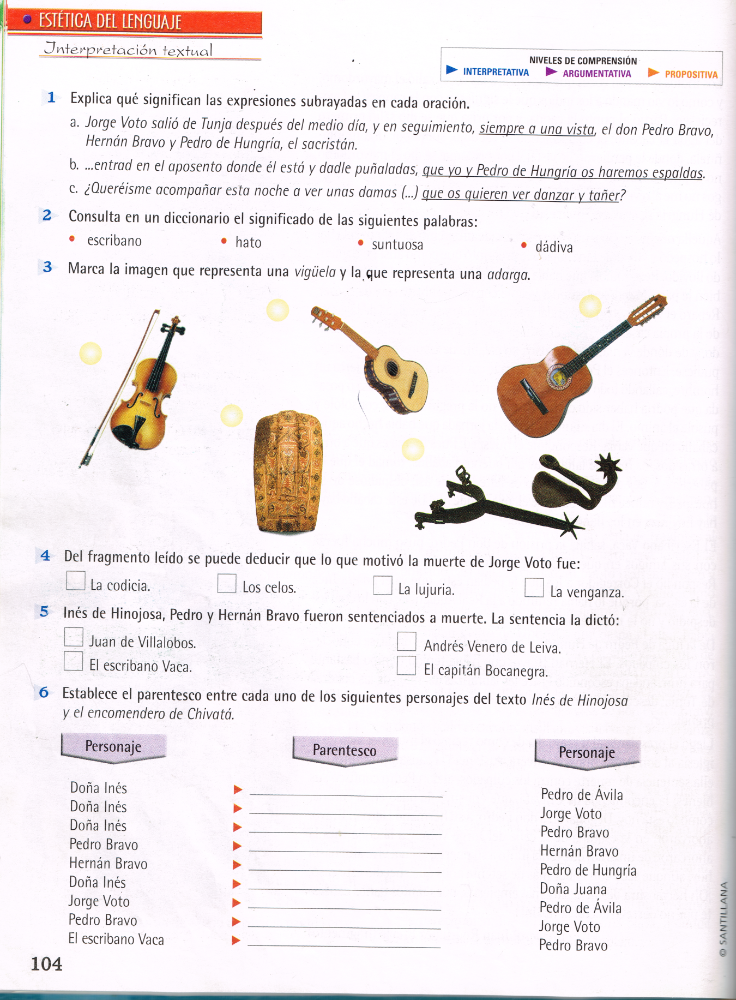 ESTÉTICA DEL LENGUAJE
Interpretación textual
NIVELES DE COMPRENSIÓN
INTERPRETATIVA ARGUMENTATIVA PROPOSITIVA
1 Explica qué significan las expresiones subrayadas en cada oración.
a. Jorge Voto salió de Tunja después del medio día, y en seguimiento, siempre a una vista, el don Pedro Bravo,
Hernán Bravo y Pedro de Hungría, el sacristán.
b. ...entrad en el aposento donde él está y dadle puñaladas, que yo y Pedro de Hungría os haremos espaldas.
c. ¿Queréisme acompañar esta noche a ver unas damas (...) que os quieren ver danzar y tañer?
2 Consulta en un diccionario el significado de las siguientes palabras:
• escribano • hato • suntuosa • dádiva
3 Marca la imagen que representa una vigüela y la que representa una adarga.
4 Del fragmento leído se puede deducir que lo que motivó la muerte de Jorge Voto fue:
La codicia. Los celos. La lujuria. La venganza.
5 Inés de Hinojosa, Pedro y Hernán Bravo fueron sentenciados a muerte. La sentencia la dictó:
Juan de Villalobos. Andrés Venero de Leiva.
El escribano Vaca. El capitán Bocanegra.
6 Establece el parentesco entre cada uno de los siguientes personajes del texto Inés de Hinojosa
y el encomendero de Chivatá.
Personaje Parentesco Personaje
Doña Inés Pedro de Ávila
Doña Inés Jorge Voto
Doña Inés Pedro Bravo
Pedro Bravo Hernán Bravo
Hernán Bravo Pedro de Hungría
Doña Inés Doña Juana
Jorge Voto Pedro de Ávila
Pedro Bravo Jorge Voto
El escribano Vaca Pedro Bravo
104
© SANTILLANA